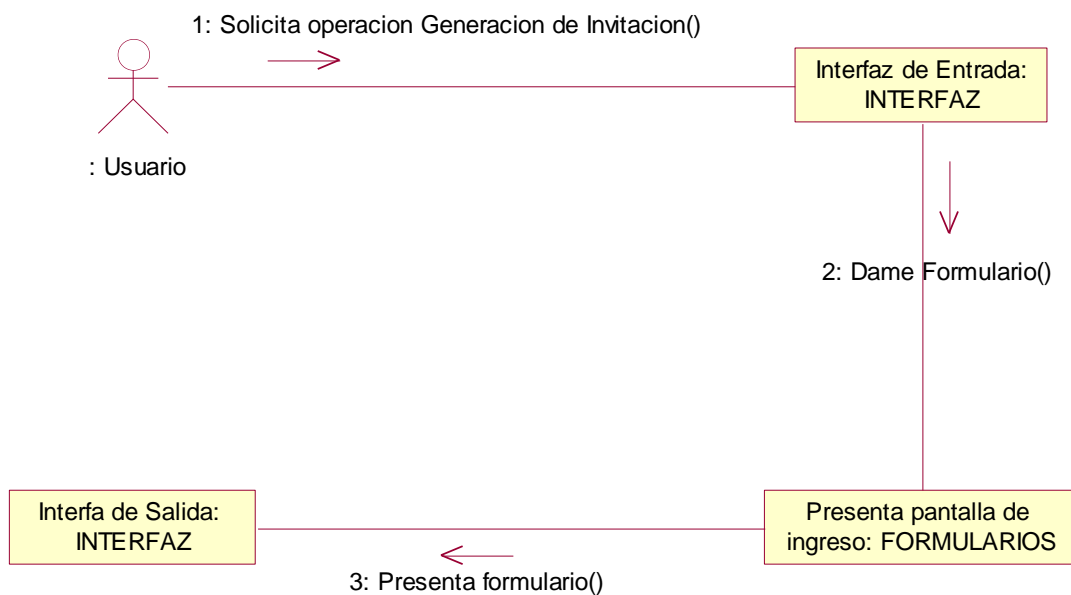 1: Solicita operacion Generacion de Invitacion()
Interfaz de Entrada:
INTERFAZ
: Usuario
2: Dame Formulario()
Interfa de Salida:
INTERFAZ
Presenta pantalla de
ingreso: FORMULARIOS
3: Presenta formulario()